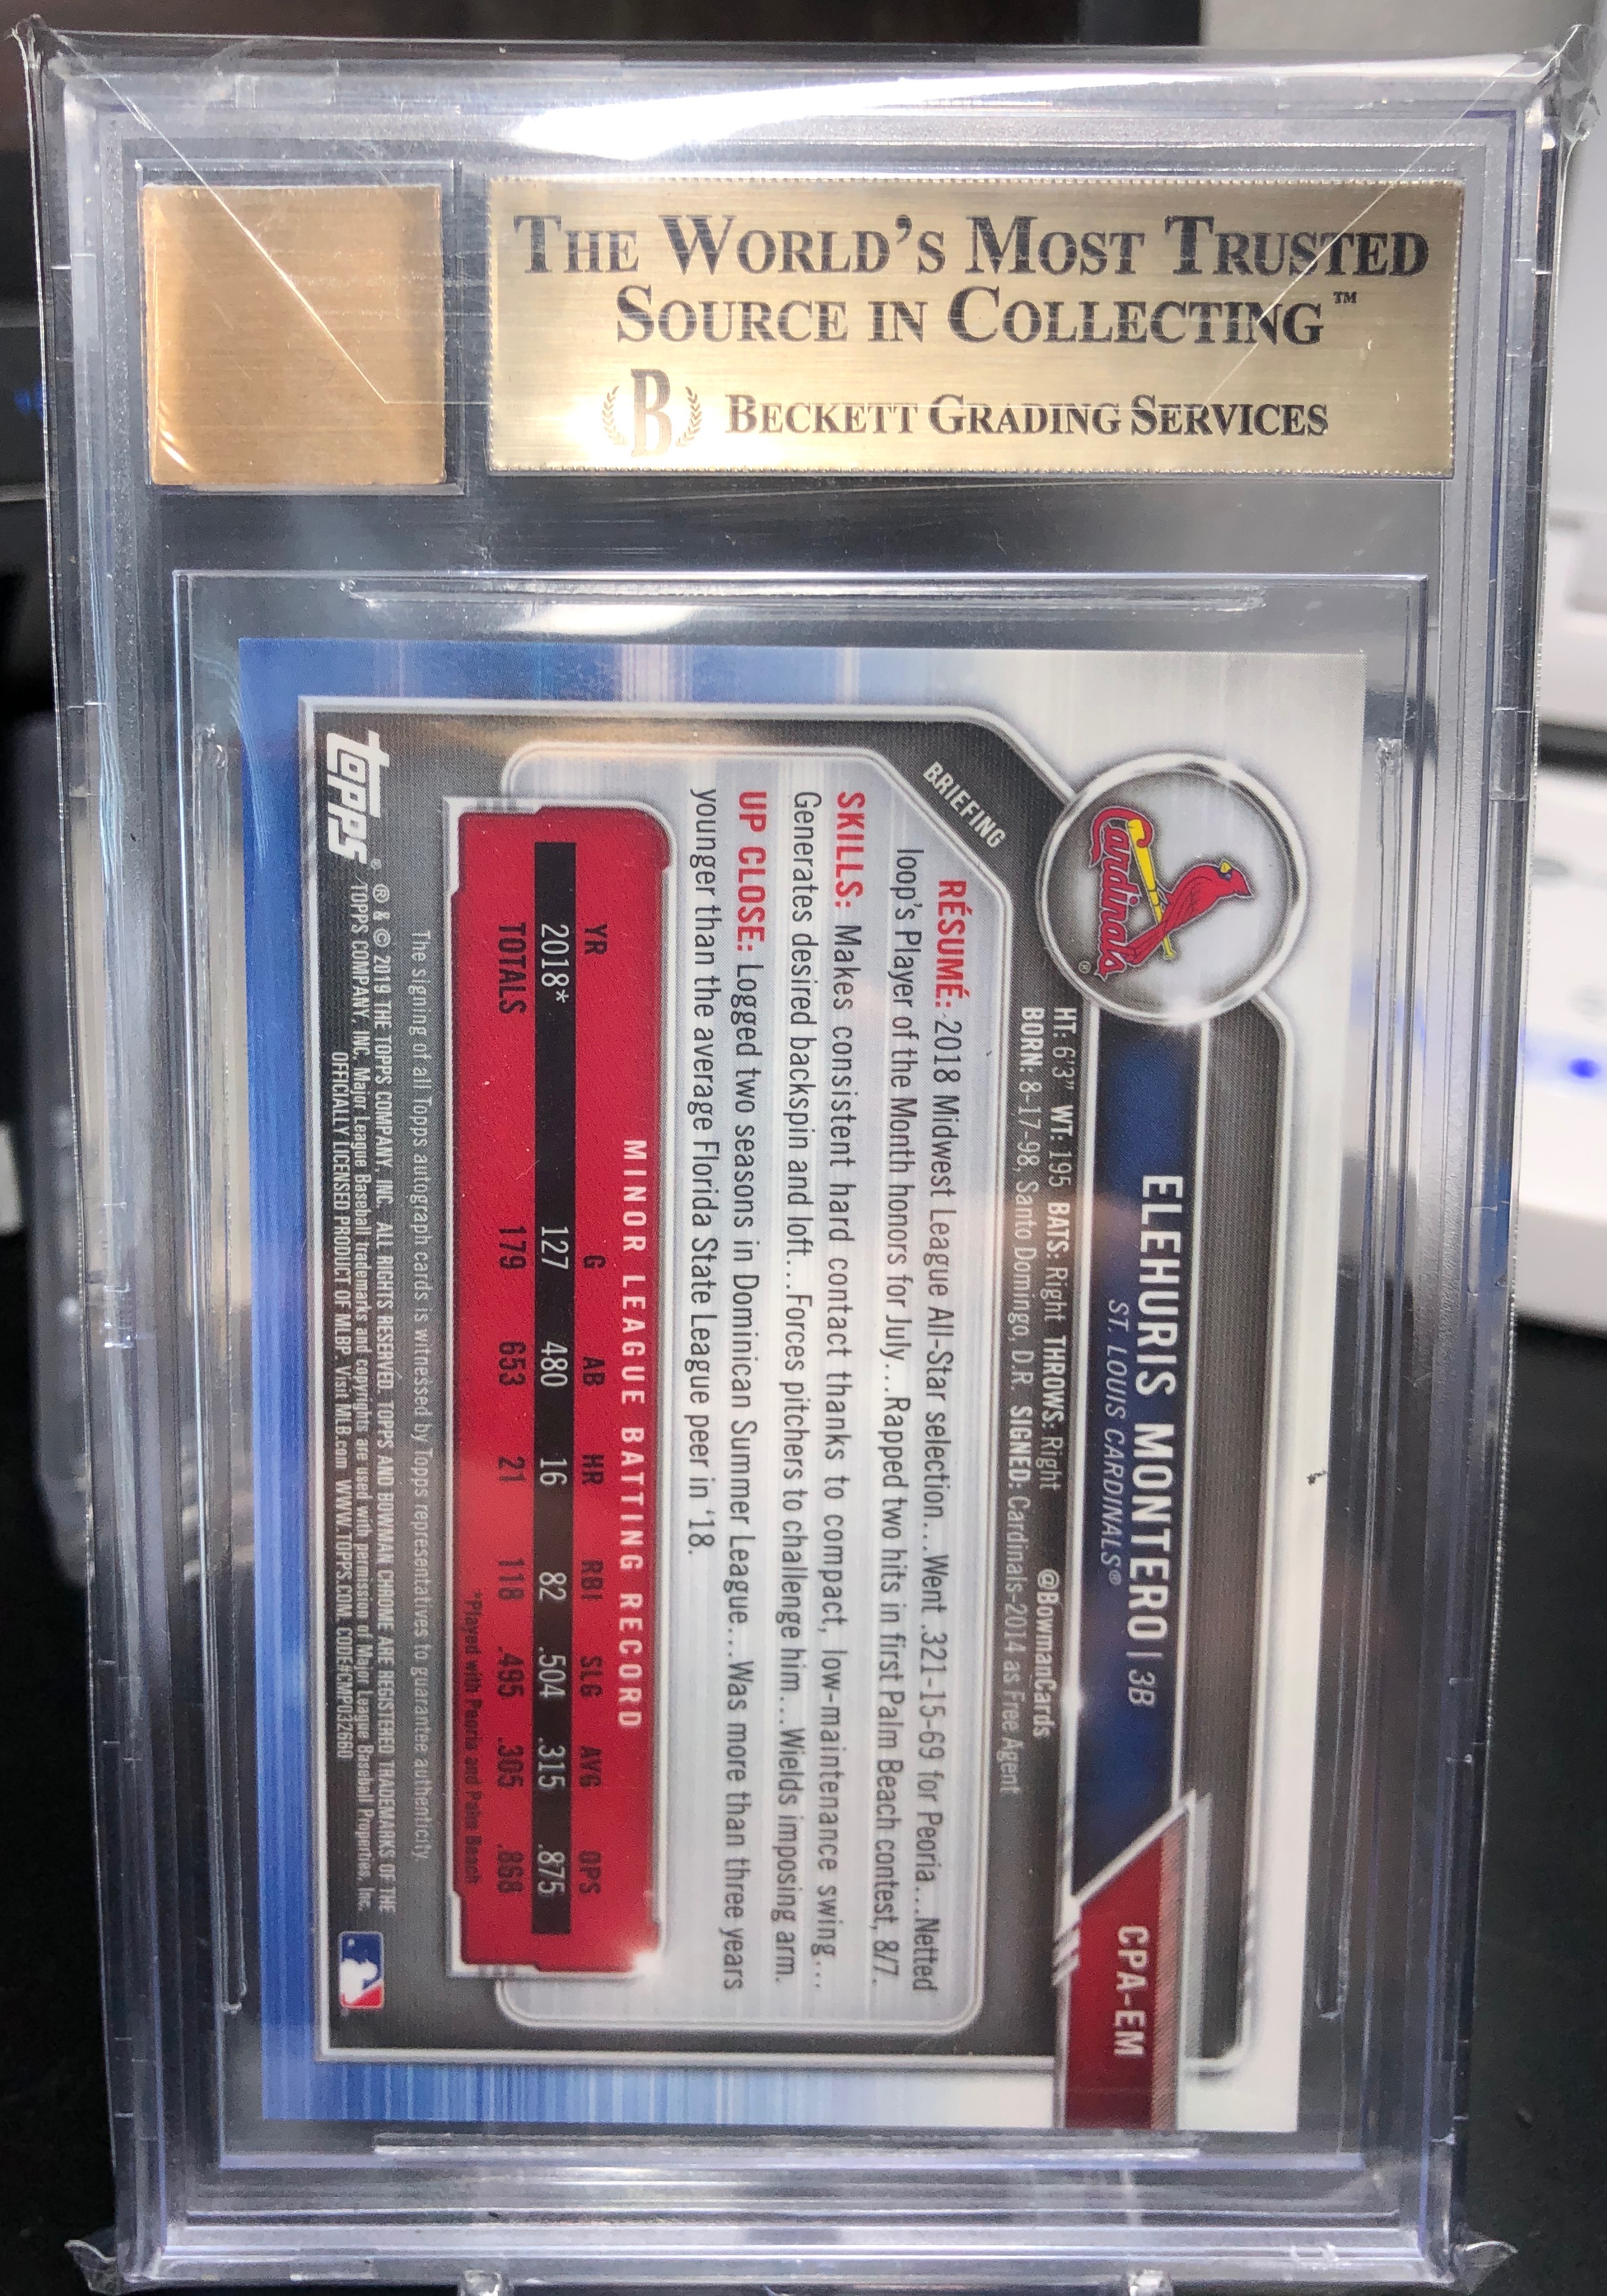 THE WORLD'S MOST TRUSTED
SOURCE IN COLLECTING™
B BECKETT GRADING SERVICES
Cardinals®
ELEHURIS MONTERO | 3B
CPA-EM
ST. LOUIS CARDINALS®
HT: 6'3" WT: 195 BATS: Right THROWS: Right @BowmanCards
BORN: 8-17-98, Santo Domingo, D.R. SIGNED: Cardinals-2014 as Free Agent
BRIEFING
RÉSUMÉ: 2018 Midwest League All-Star selection...Went .321-15-69 for Peoria...Netted
loop's Player of the Month honors for July...Rapped two hits in first Palm Beach contest, 8/7.
SKILLS: Makes consistent hard contact thanks to compact, low-maintenance swing...
Generates desired backspin and loft...Forces pitchers to challenge him...Wields imposing arm.
UP CLOSE: Logged two seasons in Dominican Summer League...Was more than three years
younger than the average Florida State League peer in '18.
MINOR LEAGUE BATTING RECORD
YR G AB HR RBI SLG AVG OPS
2018* 127 480 16 82 .504 .315 .875
TOTALS 179 653 21 118 .495 .305 .868
*Played with Peoria and Palm Beach
The signing of all Topps autograph cards is witnessed by Topps representatives to guarantee authenticity.
topps®
® & © 2019 THE TOPPS COMPANY, INC. ALL RIGHTS RESERVED. TOPPS AND BOWMAN CHROME ARE REGISTERED TRADEMARKS OF THE
TOPPS COMPANY, INC. Major League Baseball trademarks and copyrights are used with permission of Major League Baseball Properties, Inc.
OFFICIALLY LICENSED PRODUCT OF MLBP. Visit MLB.com WWW.TOPPS.COM. CODE#CMP032680